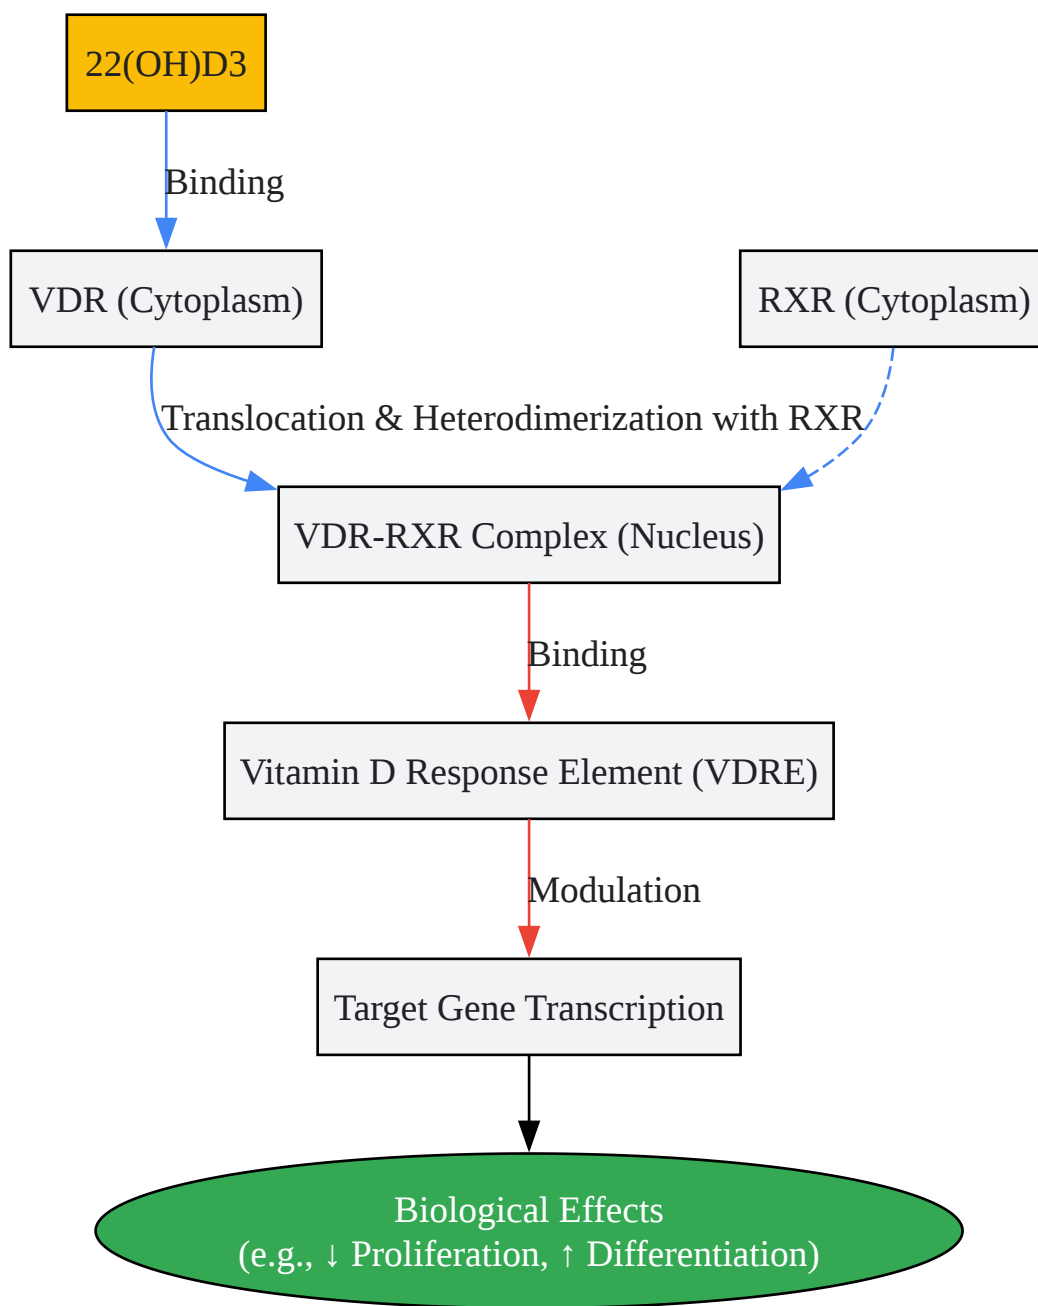 22(OH)D3
Binding
VDR (Cytoplasm)
RXR (Cytoplasm)
Translocation & Heterodimerization with RXR
VDR-RXR Complex (Nucleus)
Binding
Vitamin D Response Element (VDRE)
Modulation
Target Gene Transcription
Biological Effects
(e.g., ↓ Proliferation, ↑ Differentiation)